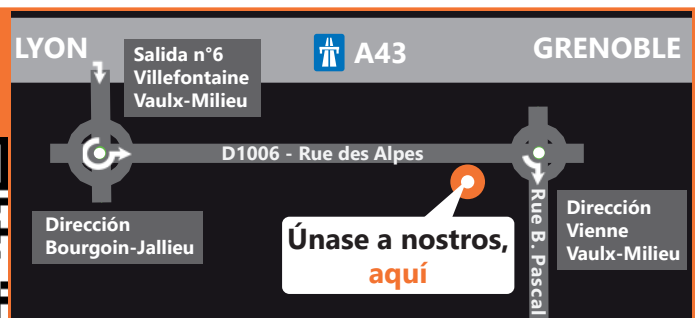 LYON
Salida n°6
Villefontaine
Vaulx-Milieu
A43
GRENOBLE
D1006 - Rue des Alpes
Dirección
Bourgoin-Jallieu
Únase a nostros,
aquí
Rue B. Pascal
Dirección
Vienne
Vaulx-Milieu